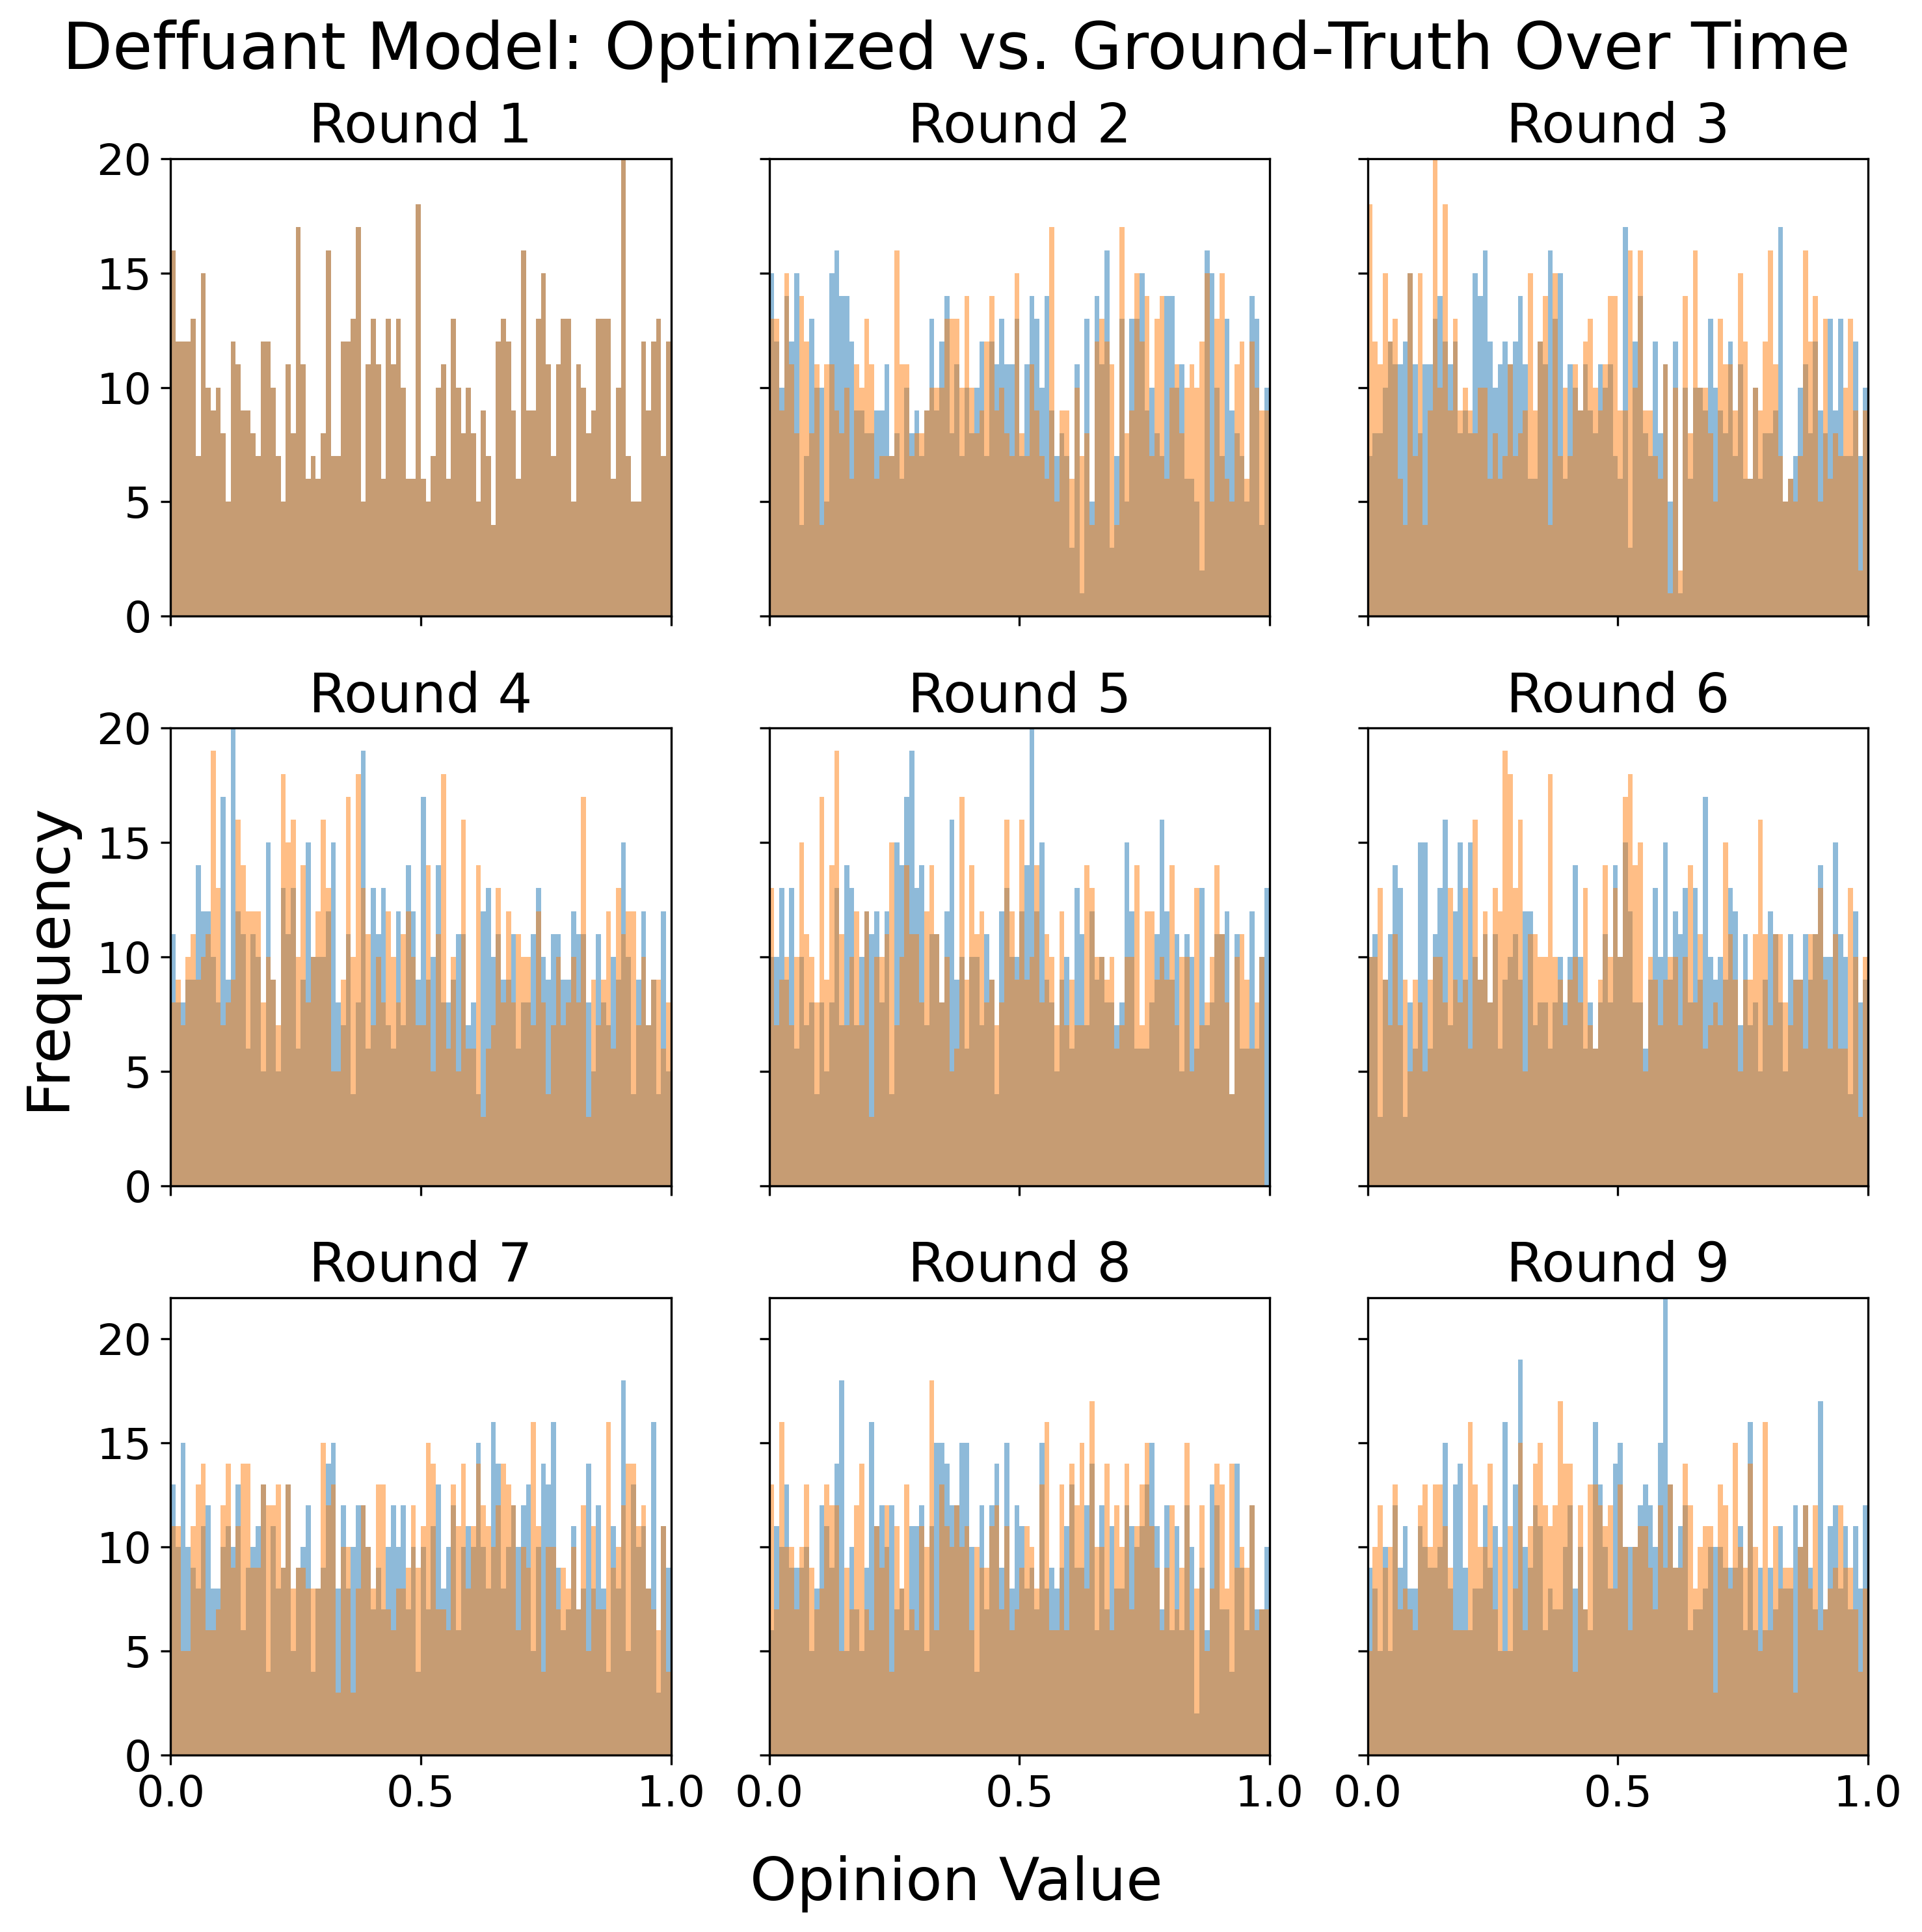 Deffuant Model: Optimized vs. Ground-Truth Over Time
Round 1
Round 2
Round 3
20
15
10
5
0
Round 4
Round 5
Round 6
20
15
10
5
0
Frequency
Round 7
Round 8
Round 9
20
15
10
5
0
0.0 0.5 1.0
0.0 0.5 1.0
0.0 0.5 1.0
Opinion Value